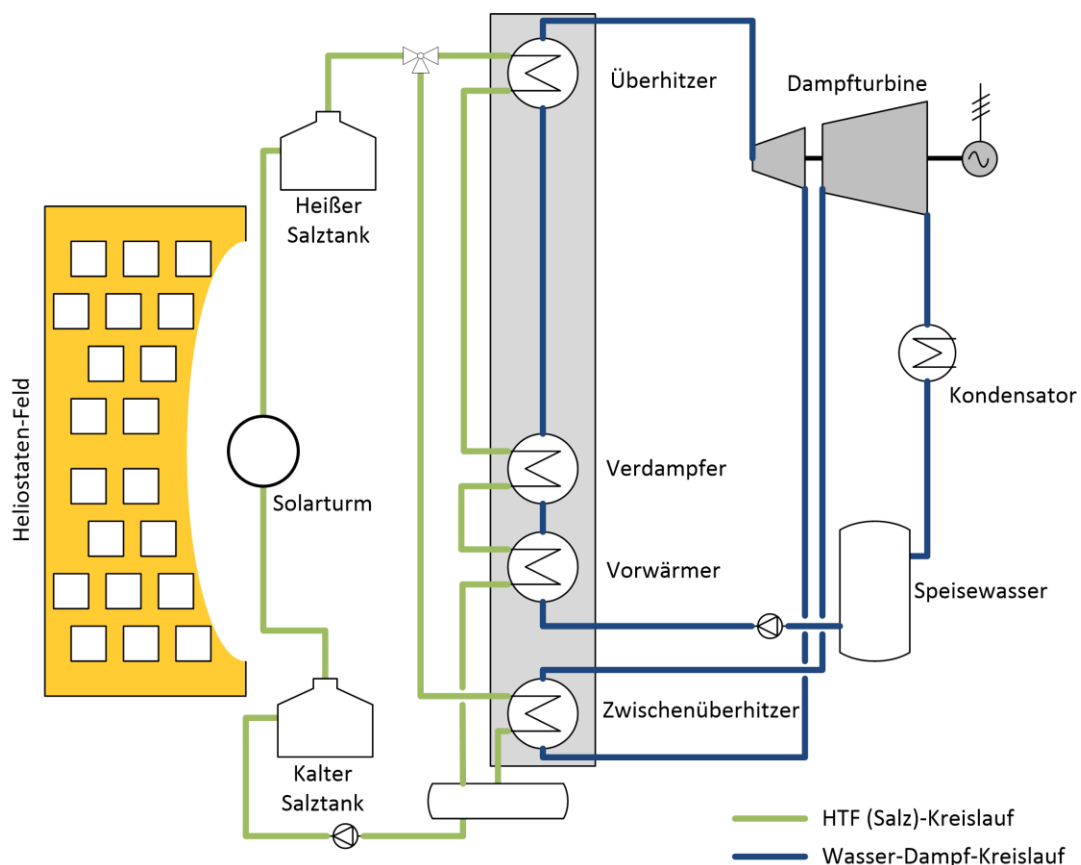 Überhitzer
Dampfturbine
Heißer
Salztank
Heliostaten-Feld
Solarturm
Kondensator
Verdampfer
Vorwärmer
Speisewasser
Zwischenüberhitzer
Kalter
Salztank
HTF (Salz)-Kreislauf
Wasser-Dampf-Kreislauf